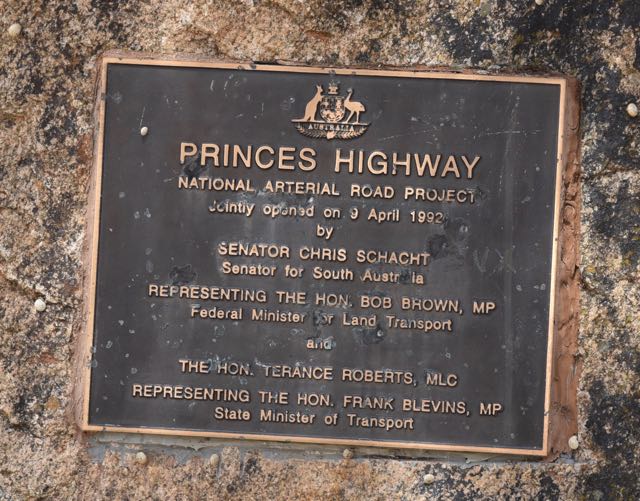 AUSTRALIA
PRINCES HIGHWAY
NATIONAL ARTERIAL ROAD PROJECT
Jointly opened on 9 April 1992
by
SENATOR CHRIS SCHACHT
Senator for South Australia
REPRESENTING THE HON. BOB BROWN, MP
Federal Minister for Land Transport
and
THE HON. TERANCE ROBERTS, MLC
REPRESENTING THE HON. FRANK BLEVINS, MP
State Minister of Transport